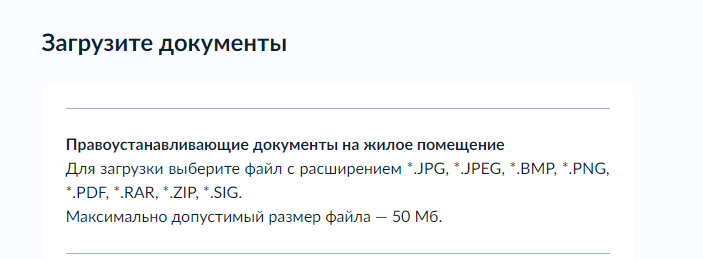 Загрузите документы
Правоустанавливающие документы на жилое помещение
Для загрузки выберите файл с расширением *.JPG, *.JPEG, *.BMP, *.PNG,
*.PDF, *.RAR, *.ZIP, *.SIG.
Максимально допустимый размер файла — 50 Мб.